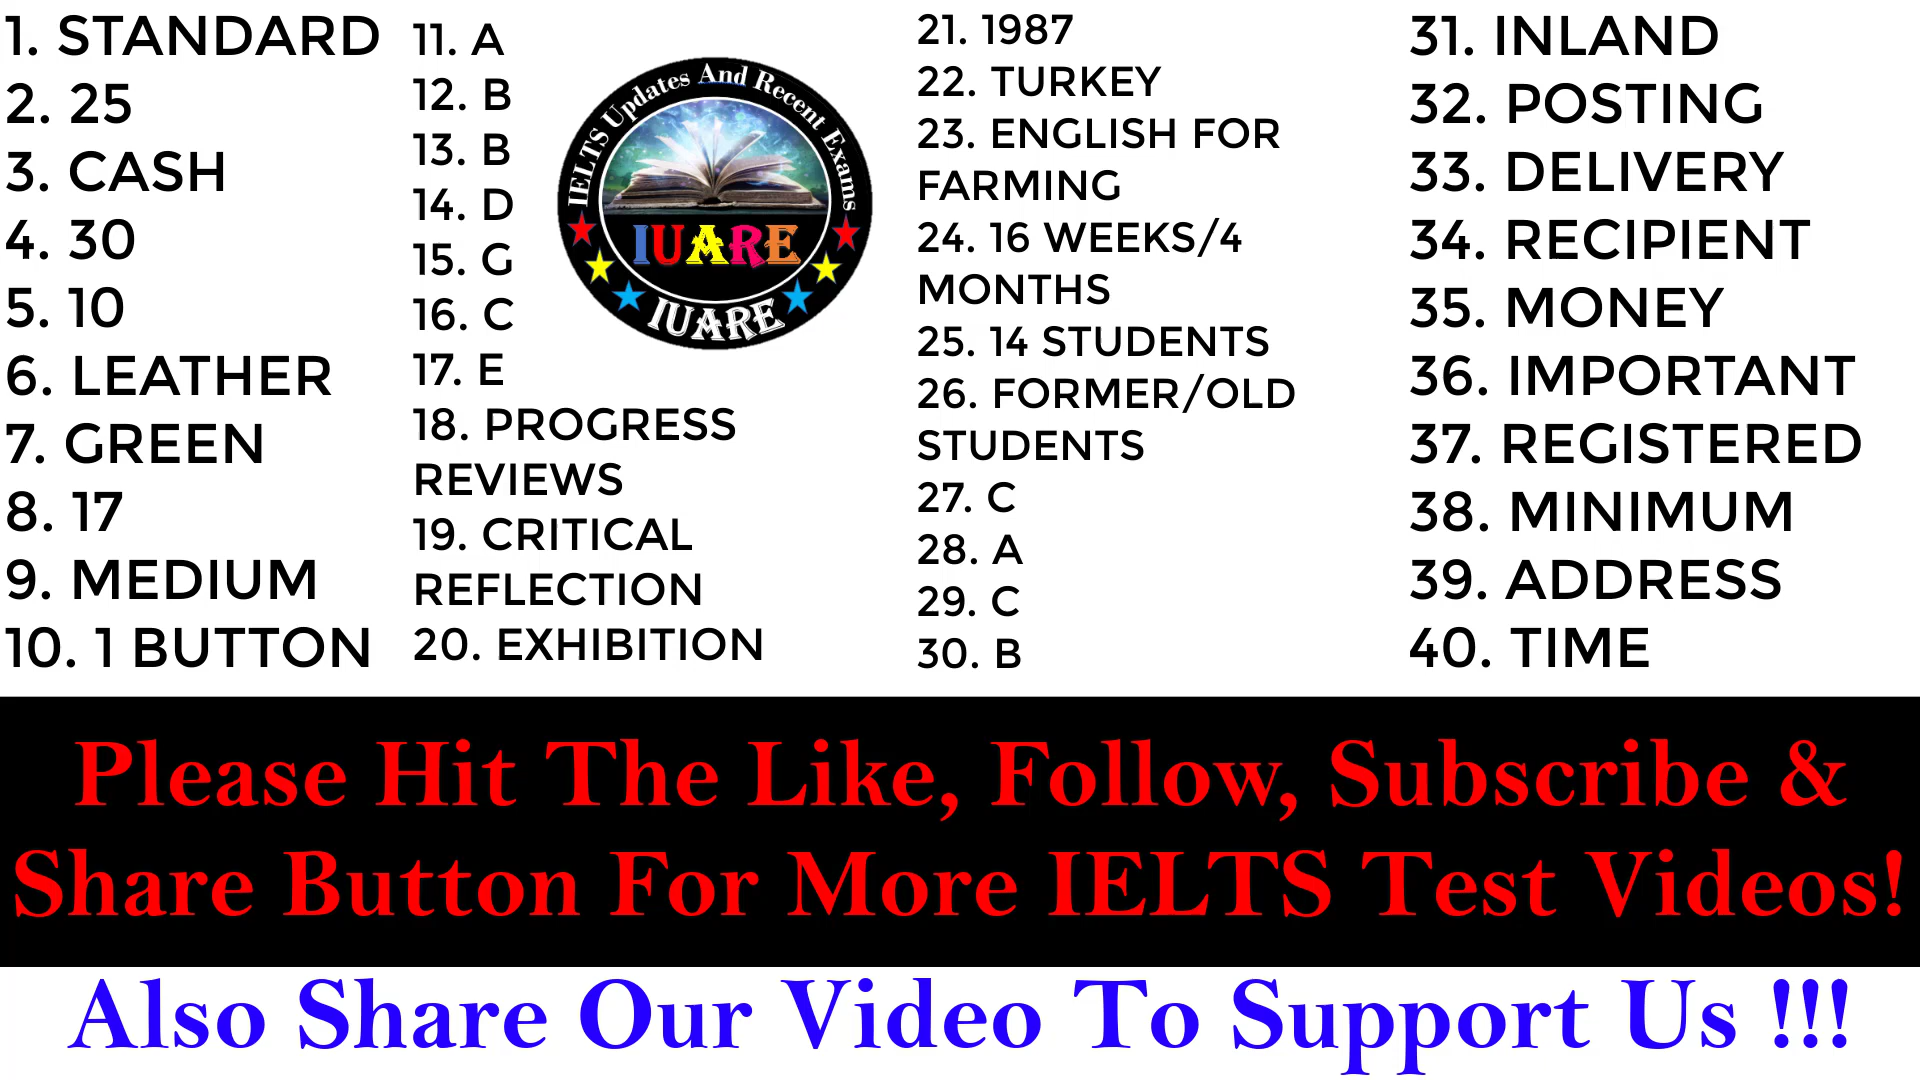 1. STANDARD
2. 25
3. CASH
4. 30
5. 10
6. LEATHER
7. GREEN
8. 17
9. MEDIUM
10. 1 BUTTON
11. A
12. B
13. B
14. D
15. G
16. C
17. E
18. PROGRESS
REVIEWS
19. CRITICAL
REFLECTION
20. EXHIBITION
IELTS Updates And Recent Exams
IUARE
IUARE
21. 1987
22. TURKEY
23. ENGLISH FOR
FARMING
24. 16 WEEKS/4
MONTHS
25. 14 STUDENTS
26. FORMER/OLD
STUDENTS
27. C
28. A
29. C
30. B
31. INLAND
32. POSTING
33. DELIVERY
34. RECIPIENT
35. MONEY
36. IMPORTANT
37. REGISTERED
38. MINIMUM
39. ADDRESS
40. TIME
Please Hit The Like, Follow, Subscribe &
Share Button For More IELTS Test Videos!
Also Share Our Video To Support Us !!!